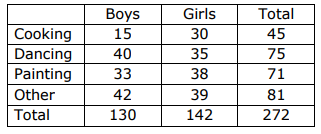 Boys Girls Total
Cooking 15 30 45
Dancing 40 35 75
Painting 33 38 71
Other 42 39 81
Total 130 142 272